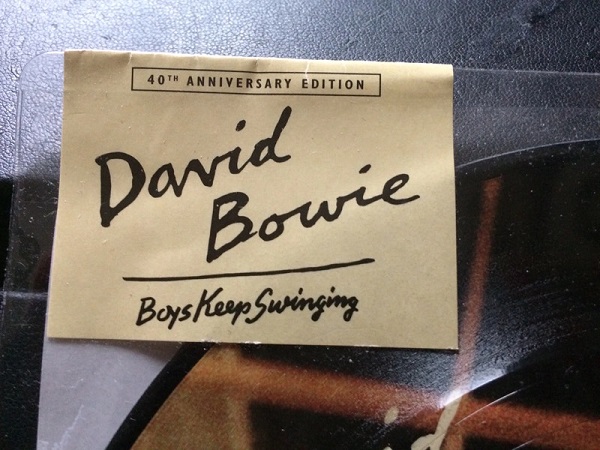 40TH ANNIVERSARY EDITION
David
Bowie
Boys Keep Swinging